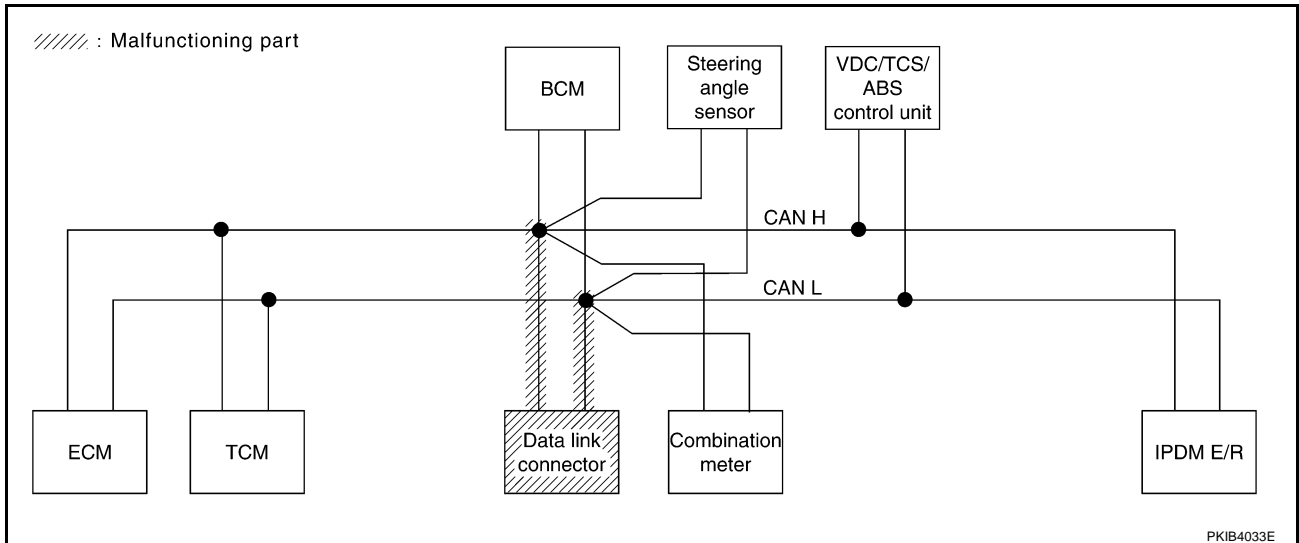 : Malfunctioning part
BCM
Steering
angle
sensor
VDC/TCS/
ABS
control unit
CAN H
CAN L
ECM
TCM
Data link
connector
Combination
meter
IPDM E/R
PKIB4033E